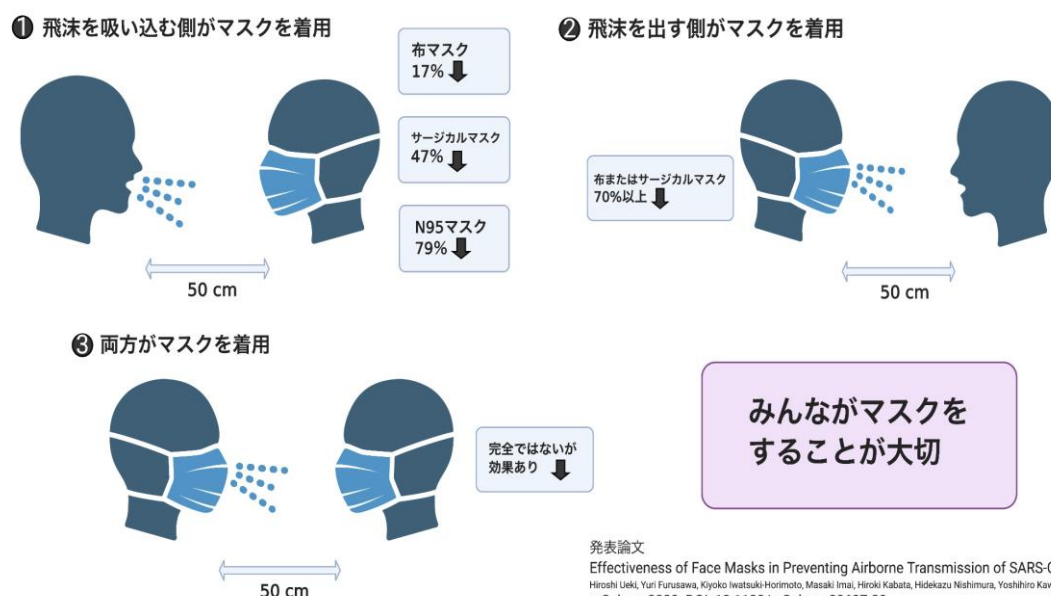 ❶ 飛沫を吸い込む側がマスクを着用
布マスク
17%
サージカルマスク
47%
N95マスク
79%
50 cm
❷ 飛沫を出す側がマスクを着用
布またはサージカルマスク
70%以上
50 cm
❸ 両方がマスクを着用
完全ではないが
効果あり
50 cm
みんながマスクを
することが大切
発表論文
Effectiveness of Face Masks in Preventing Airborne Transmission of
Hiroshi Ueki, Yuri Furusawa, Kiyoko Iwatsuki-Horimoto, Masaki Imai, Hiroki Kabata, Hidekazu Nishimura, Yoshihiro